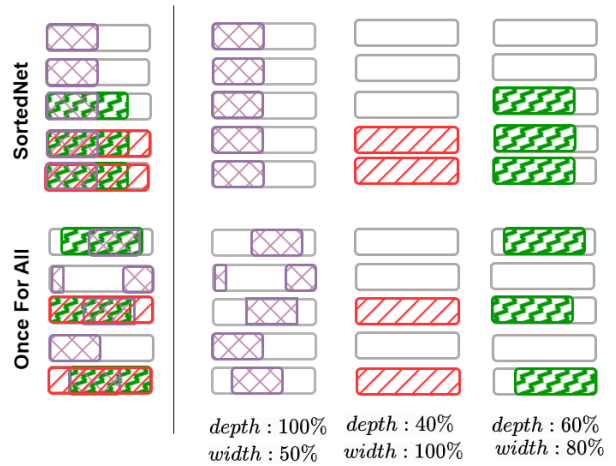 SortedNet
Once For All
depth : 100%
width : 50%
depth : 40%
width : 100%
depth : 60%
width : 80%